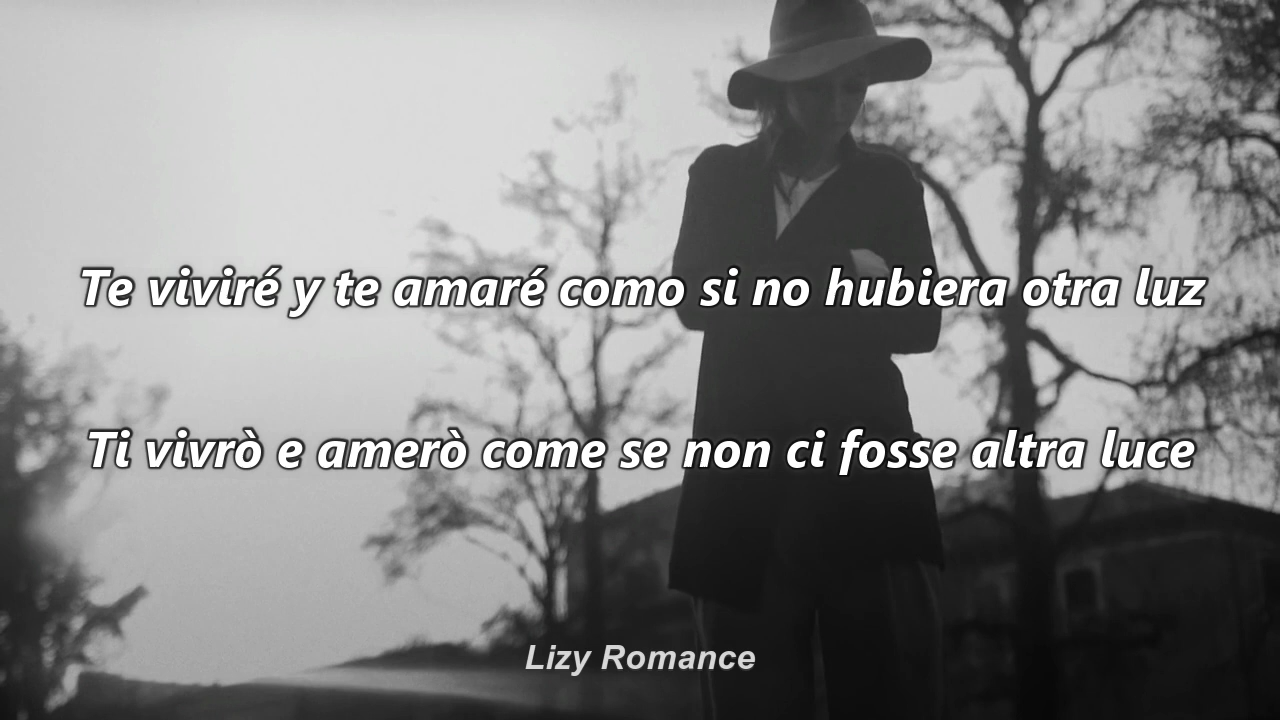 Te viviré y te amaré como si no hubiera otra luz
Ti vivrò e amerò come se non ci fosse altra luce
Lizy Romance